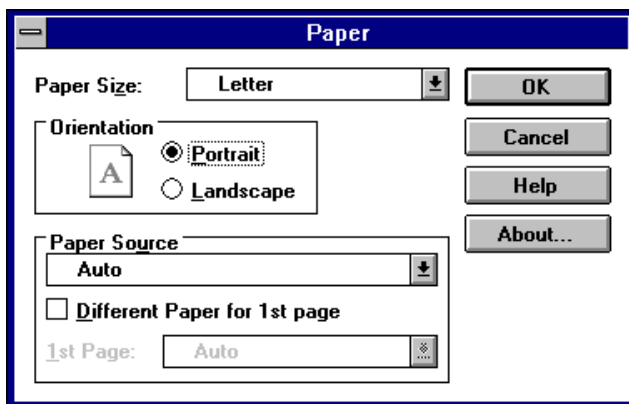 Paper
Paper Size: Letter
OK
Orientation
A
Portrait
Landscape
Cancel
Help
About...
Paper Source
Auto
Different Paper for 1st page
1st Page: Auto